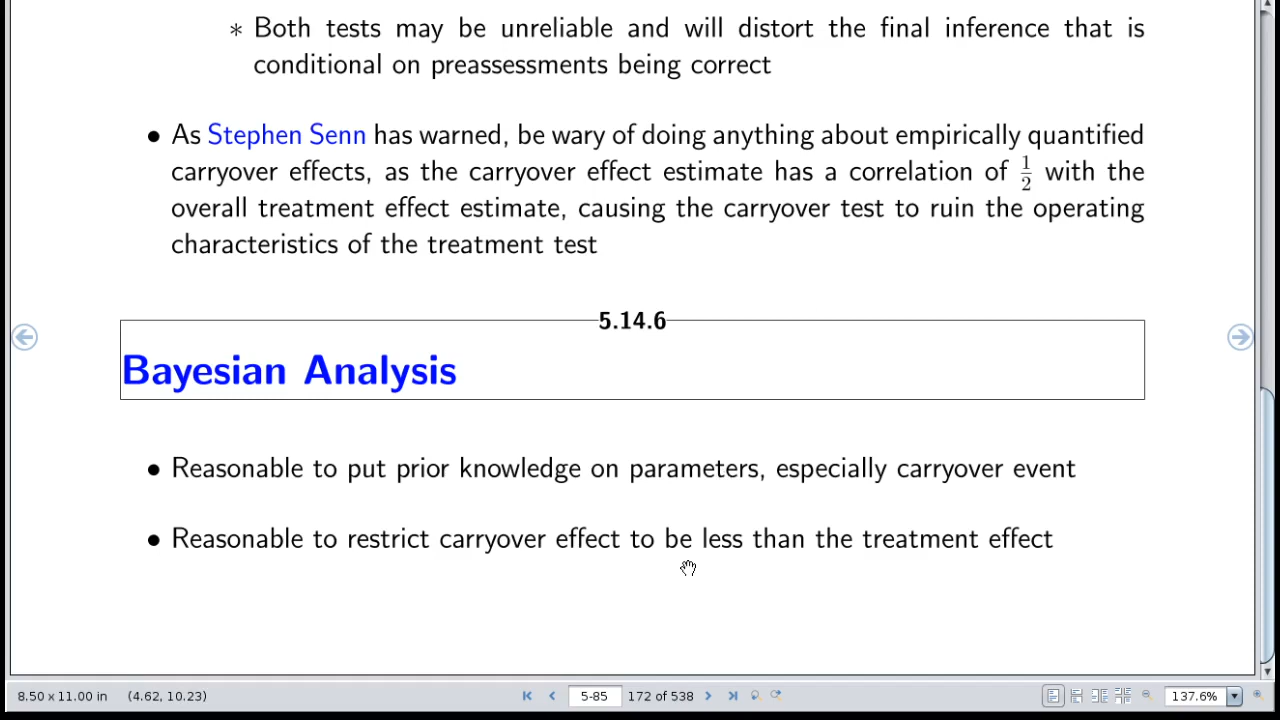 ∗ Both tests may be unreliable and will distort the final inference that is
conditional on preassessments being correct
• As Stephen Senn has warned, be wary of doing anything about empirically quantified
carryover effects, as the carryover effect estimate has a correlation of 1/2 with the
overall treatment effect estimate, causing the carryover test to ruin the operating
characteristics of the treatment test
5.14.6
Bayesian Analysis
• Reasonable to put prior knowledge on parameters, especially carryover event
• Reasonable to restrict carryover effect to be less than the treatment effect
8.50 x 11.00 in (4.62, 10.23) 5-85 172 of 538 137.6%